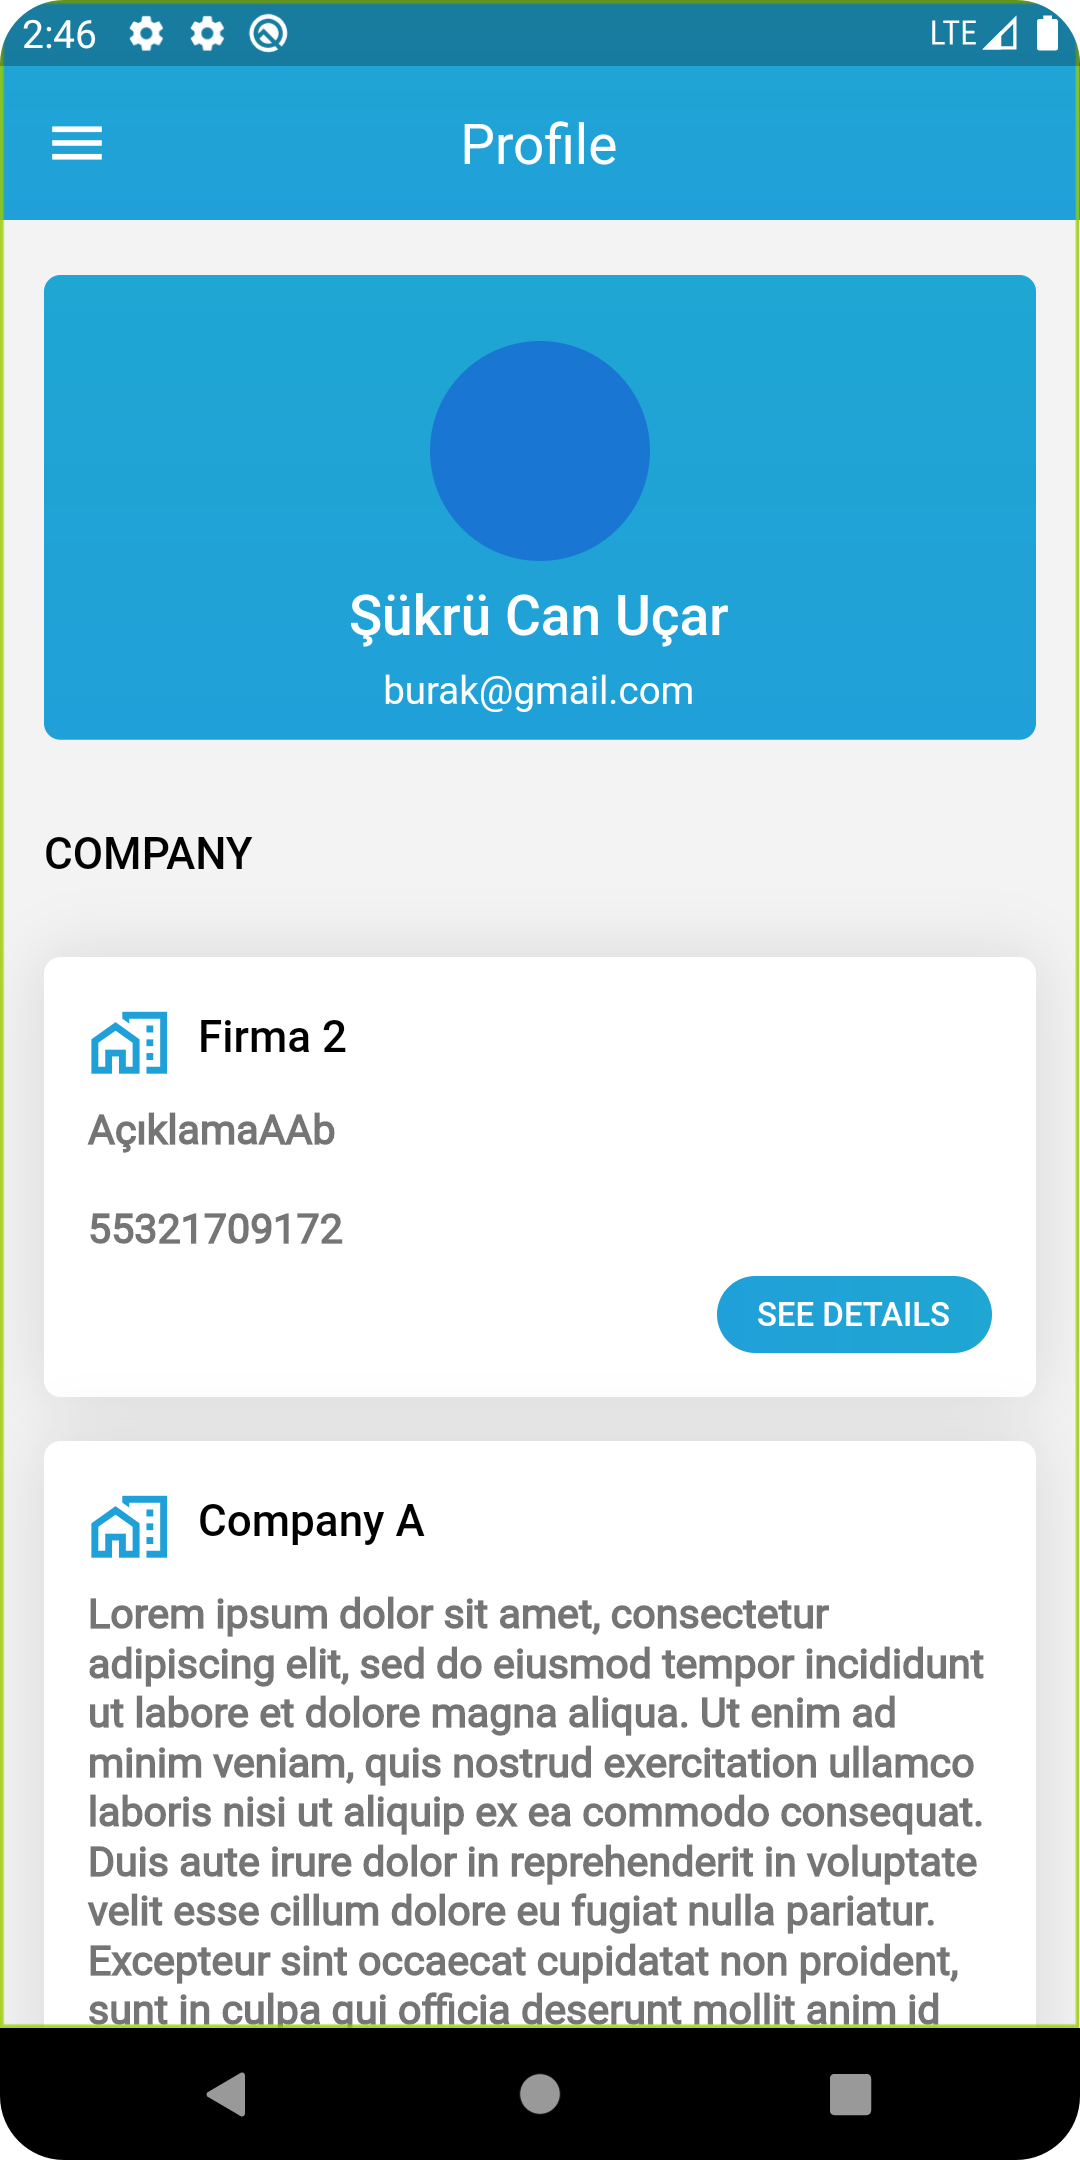 2:46 LTE
Profile
Şükrü Can Uçar
burak@gmail.com
COMPANY
Firma 2
AçıklamaAAb
55321709172
SEE DETAILS
Company A
Lorem ipsum dolor sit amet, consectetur
adipiscing elit, sed do eiusmod tempor incididunt
ut labore et dolore magna aliqua. Ut enim ad
minim veniam, quis nostrud exercitation ullamco
laboris nisi ut aliquip ex ea commodo consequat.
Duis aute irure dolor in reprehenderit in voluptate
velit esse cillum dolore eu fugiat nulla pariatur.
Excepteur sint occaecat cupidatat non proident,
sunt in culpa qui officia deserunt mollit anim id